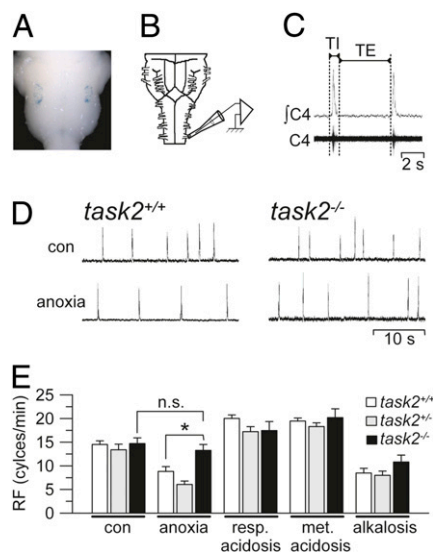 A
B
C
TI
TE
∫C4
C4
2 s
D
task2+/+
task2-/-
con
anoxia
10 s
E
n.s.
*
task2+/+
task2+/-
task2-/-
RF (cylces/min)
25
20
15
10
5
0
con
anoxia
resp. acidosis
met. acidosis
alkalosis